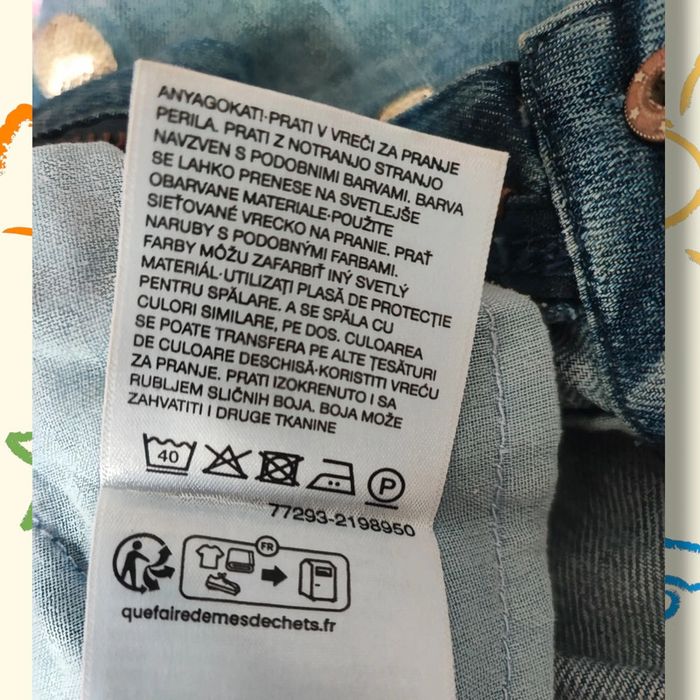 ANYAGOKAT!·PRATI V VREČI ZA PRANJE
PERILA. PRATI Z NOTRANJO STRANJO
NAVZVEN S PODOBNIMI BARVAMI. BARVA
SE LAHKO PRENESE NA SVETLEJŠE
OBARVANE MATERIALE·POUŽITE
SIEŤOVANÉ VRECKO NA PRANIE. PRAŤ
NARUBY S PODOBNÝMI FARBAMI.
FARBY MÔŽU ZAFARBIŤ INÝ SVETLÝ
MATERIÁL·UTILIZAȚI PLASĂ DE PROTECȚIE
PENTRU SPĂLARE. A SE SPĂLA CU
CULORI SIMILARE, PE DOS. CULOAREA
SE POATE TRANSFERA PE ALTE ȚESĂTURI
DE CULOARE DESCHISĂ·KORISTITI VREĆU
ZA PRANJE. PRATI IZOKRENUTO I SA
RUBLJEM SLIČNIH BOJA. BOJA MOŽE
ZAHVATITI I DRUGE TKANINE
40
P
77293-2198950
FR
quefairedemesdechets.fr